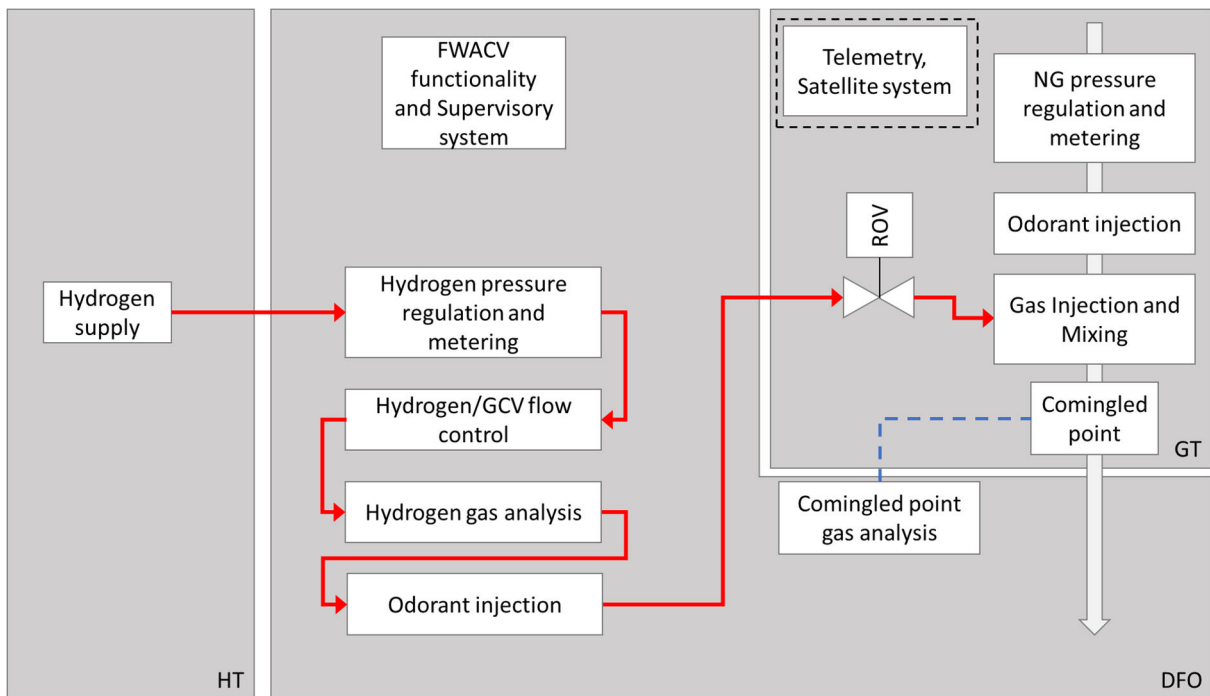 FWACV
functionality
and Supervisory
system
Telemetry,
Satellite system
NG pressure
regulation and
metering
ROV
Odorant injection
Hydrogen
supply
Hydrogen pressure
regulation and
metering
Gas Injection and
Mixing
Hydrogen/GCV flow
control
Comingled
point
GT
Hydrogen gas analysis
Comingled point
gas analysis
Odorant injection
HT
DFO